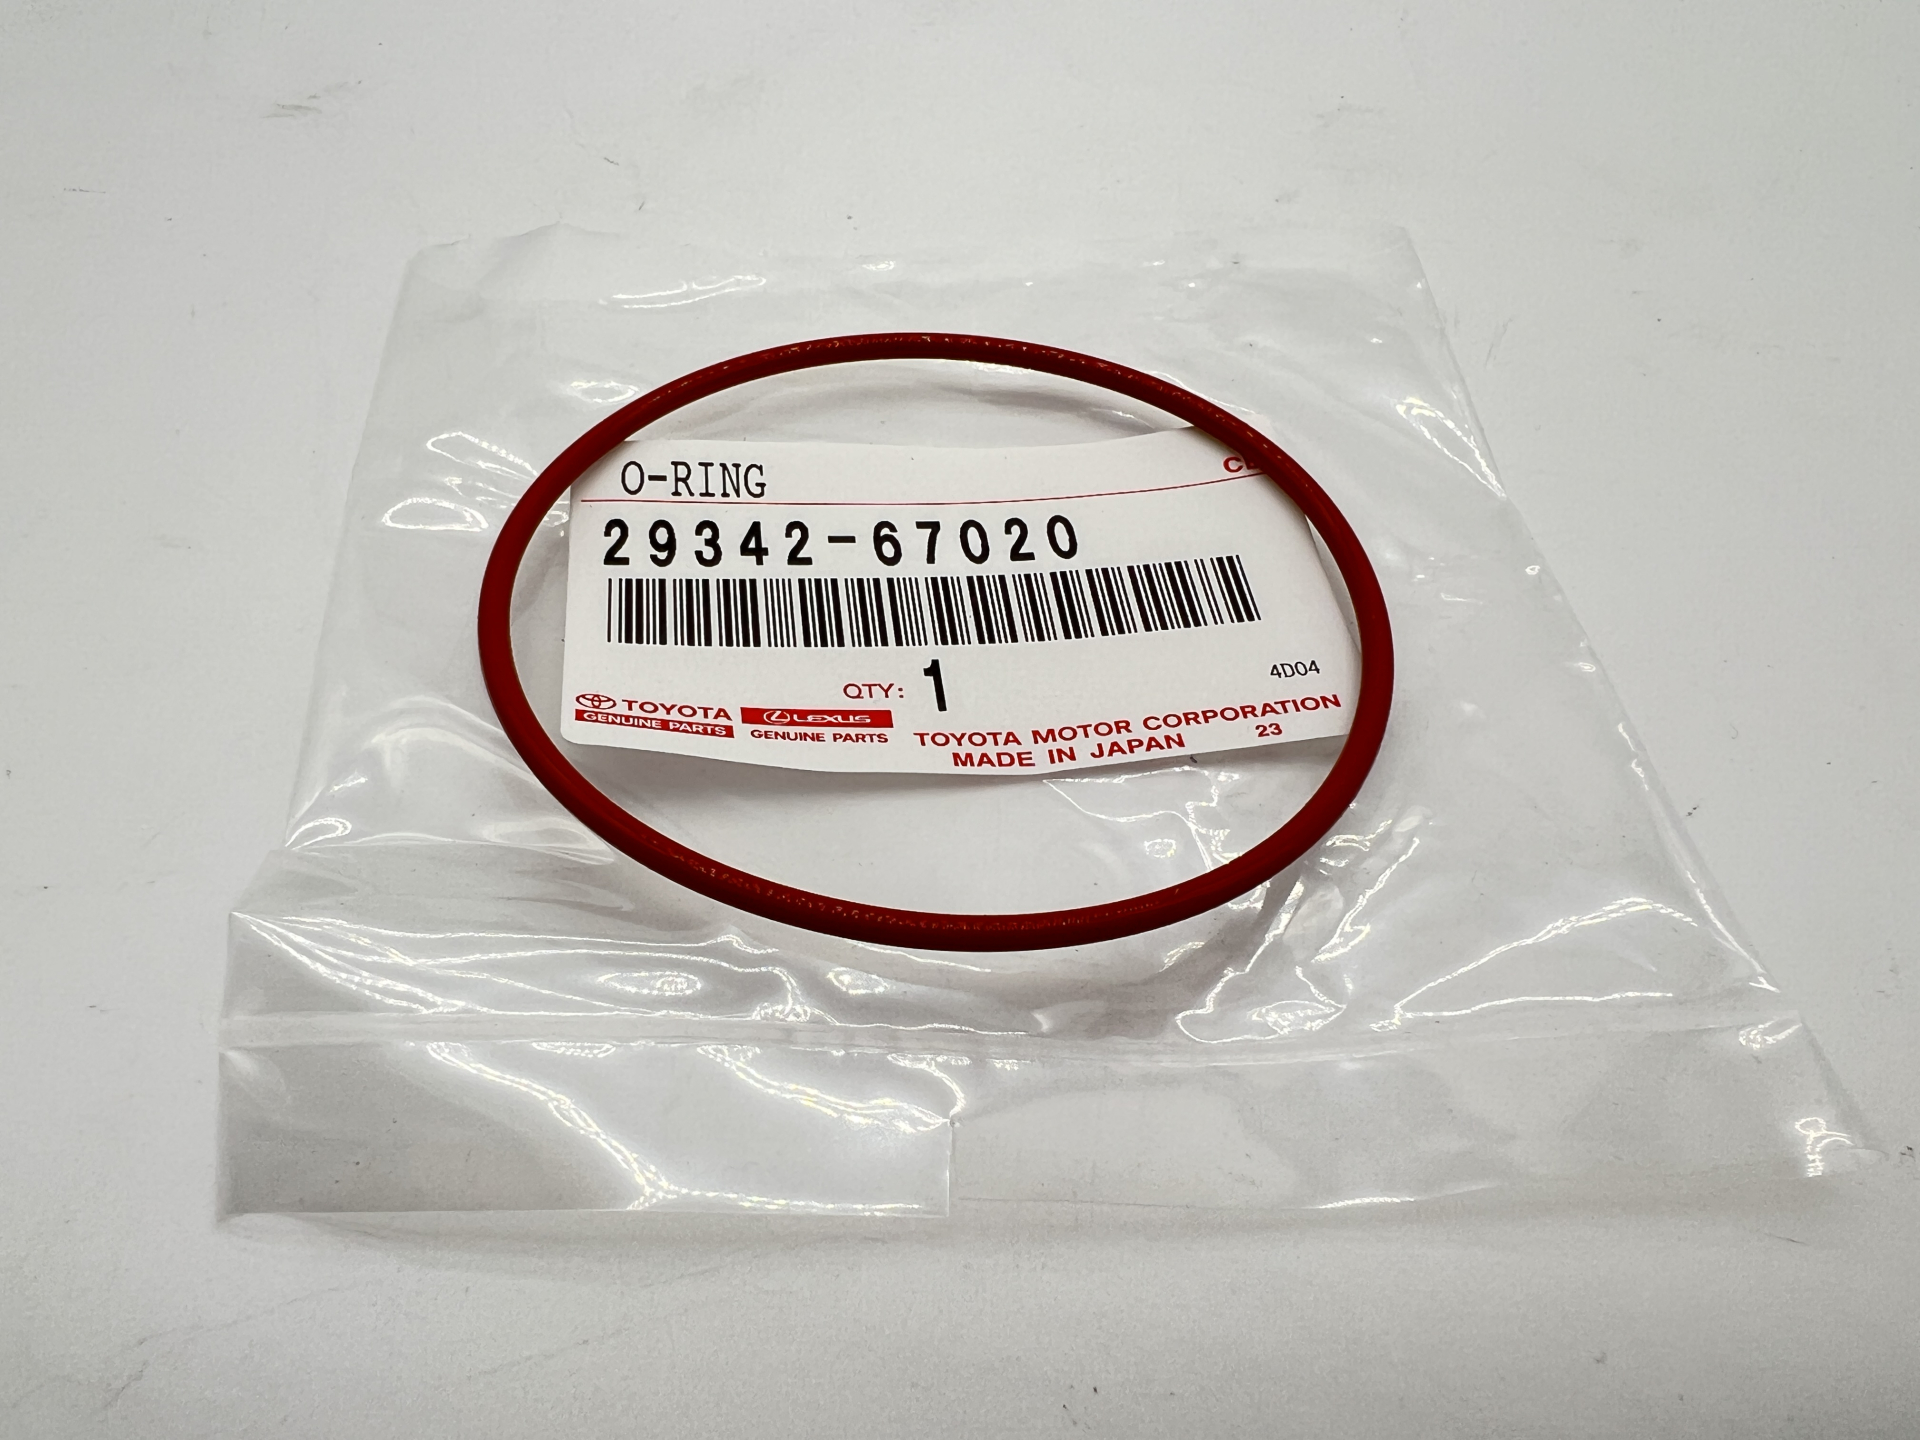 O-RING
29342-67020
QTY: 1
4D04
TOYOTA
GENUINE PARTS
LEXUS
GENUINE PARTS
TOYOTA MOTOR CORPORATION
MADE IN JAPAN 23